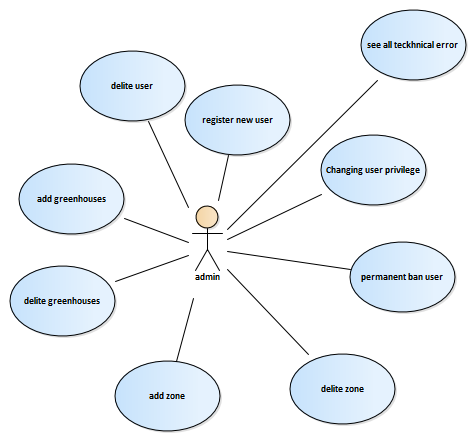 see all teckhnical error
delite user
register new user
Changing user privilege
add greenhouses
admin
permanent ban user
delite greenhouses
delite zone
add zone